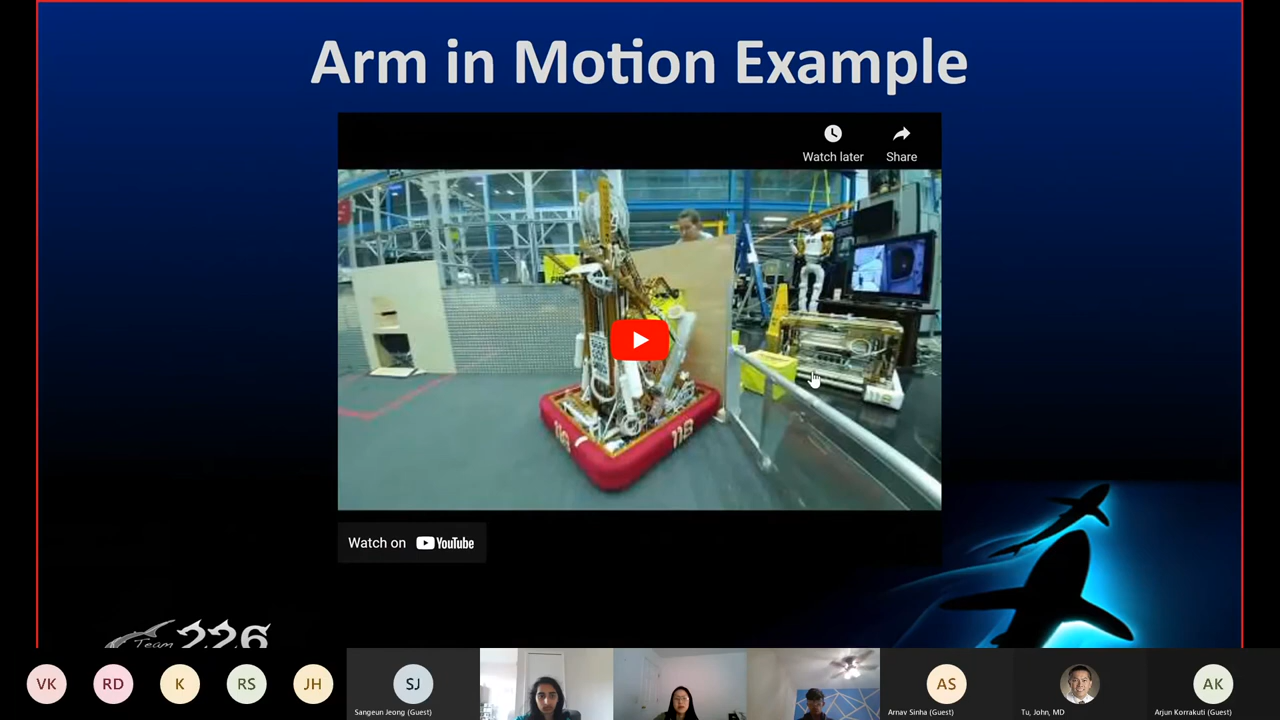 Arm in Motion Example
Watch later
Share
118
118
118
Watch on YouTube
Team 226
VK
RD
K
RS
JH
SJ
AS
AK
Sangeun Jeong (Guest)
Arnav Sinha (Guest)
Tu, John, MD
Arjun Korrakuti (Guest)